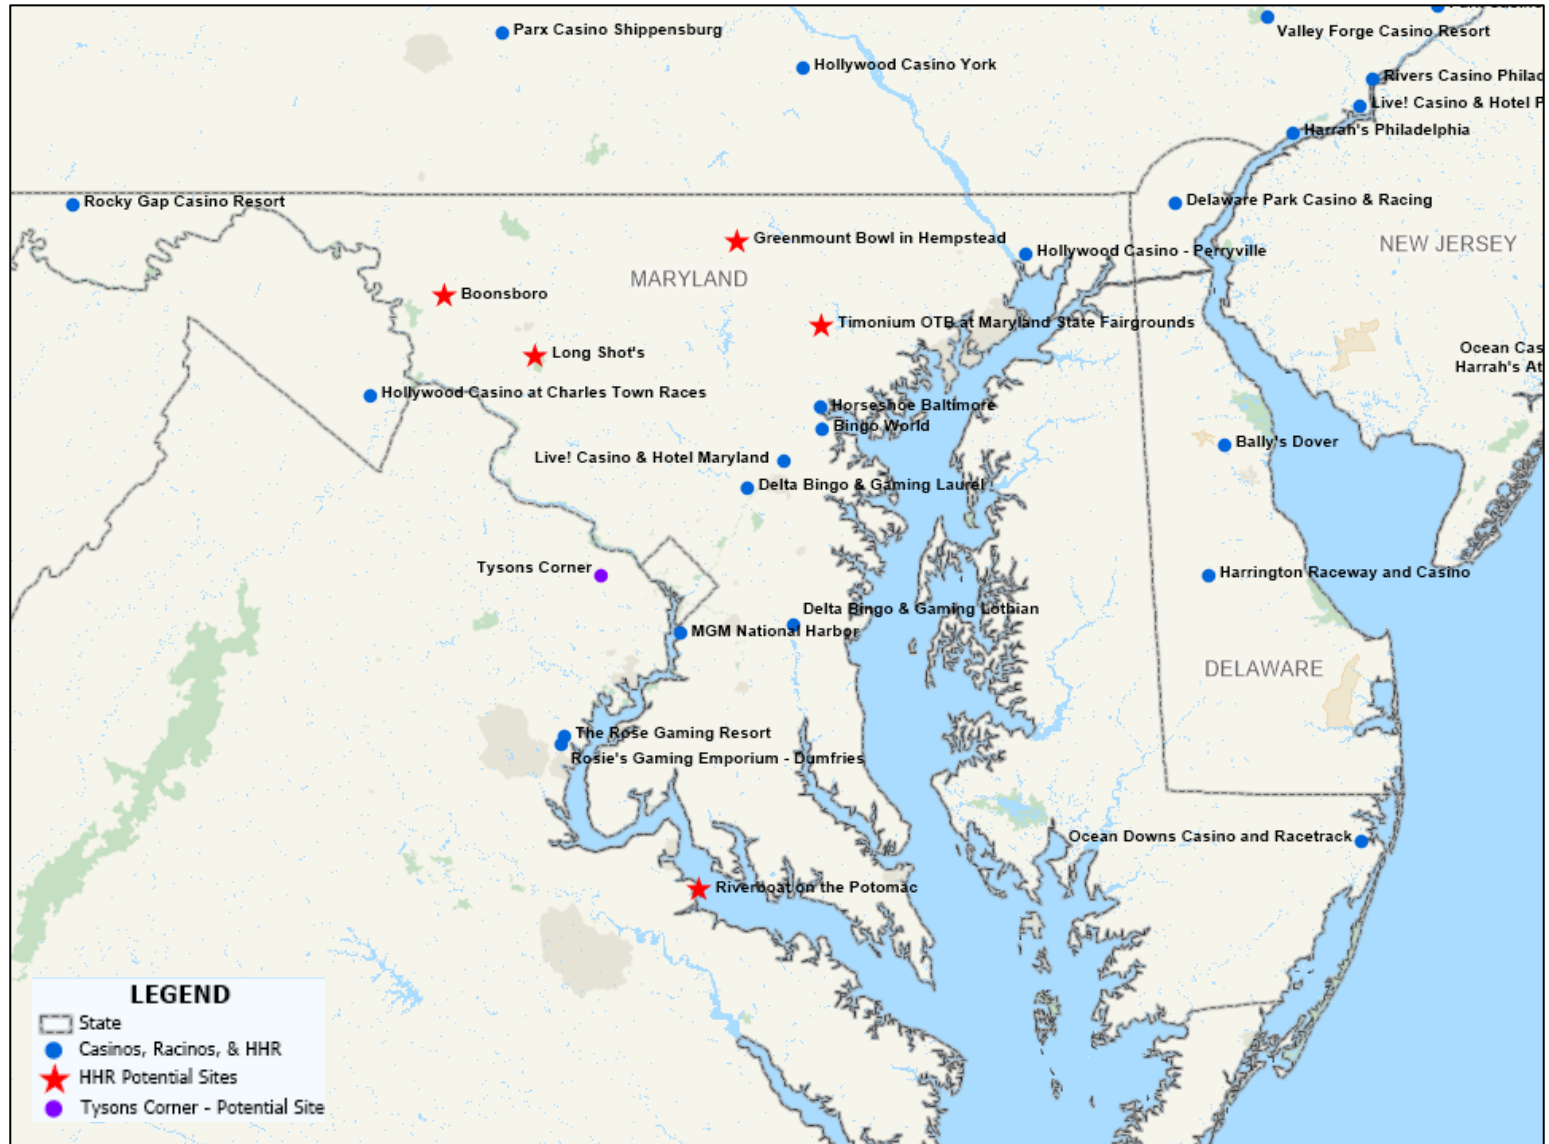 Parx Casino Shippensburg
Valley Forge Casino Resort
Hollywood Casino York
Rivers Casino Philad
Live! Casino & Hotel P
Harrah's Philadelphia
Rocky Gap Casino Resort
Delaware Park Casino & Racing
Greenmount Bowl in Hempstead
NEW JERSEY
Hollywood Casino - Perryville
MARYLAND
Boonsboro
Timonium OTB at Maryland State Fairgrounds
Long Shot's
Ocean Cas
Harrah's At
Hollywood Casino at Charles Town Races
Horseshoe Baltimore
Bingo World
Bally's Dover
Live! Casino & Hotel Maryland
Delta Bingo & Gaming Laurel
Tysons Corner
Harrington Raceway and Casino
Delta Bingo & Gaming Lothian
MGM National Harbor
DELAWARE
The Rose Gaming Resort
Rosie's Gaming Emporium - Dumfries
Ocean Downs Casino and Racetrack
Riverboat on the Potomac
LEGEND
State
Casinos, Racinos, & HHR
HHR Potential Sites
Tysons Corner - Potential Site